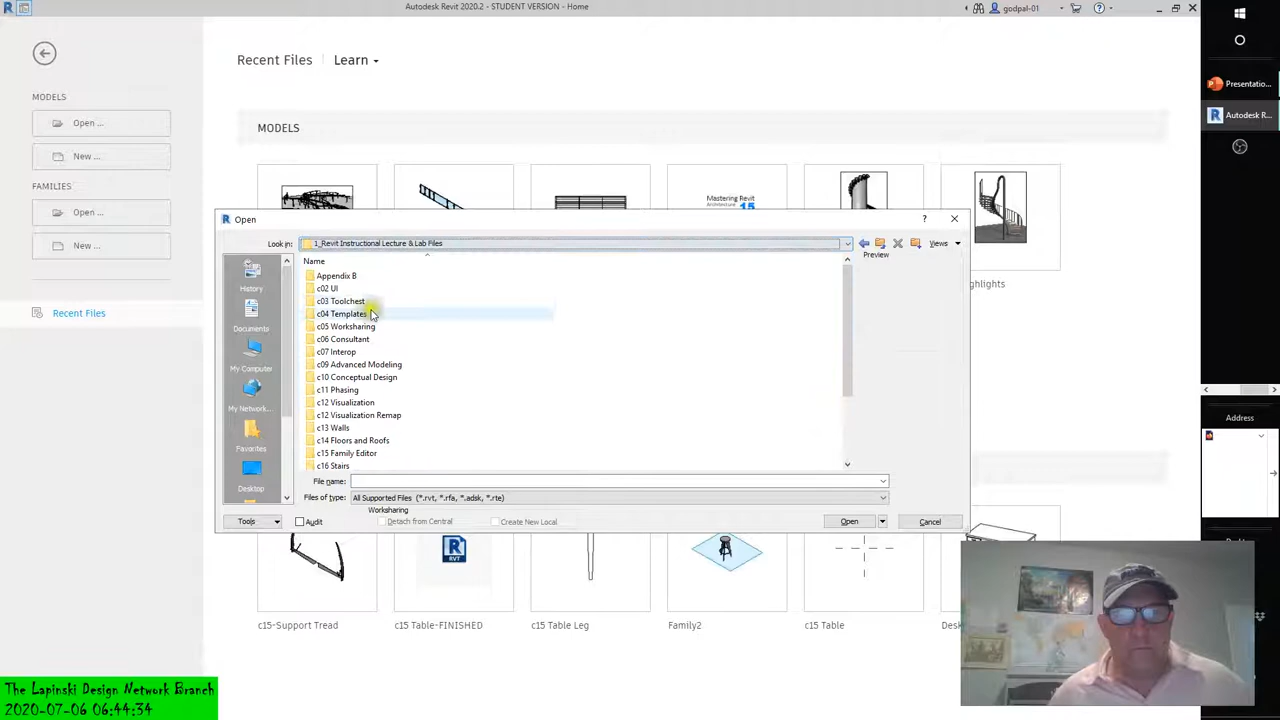 Autodesk Revit 2020.2 - STUDENT VERSION - Home
godpal-01
Recent Files
Learn
MODELS
Open ...
New ...
FAMILIES
Open ...
New ...
Recent Files
MODELS
Mastering Revit
Architecture 15
Presentatio...
Autodesk R...
Open
Look in:
1_Revit Instructional Lecture & Lab Files
Views
Preview
Name
History
Documents
My Computer
My Network...
Favorites
Desktop
Appendix B
c02 UI
c03 Toolchest
c04 Templates
c05 Worksharing
c06 Consultant
c07 Interop
c09 Advanced Modeling
c10 Conceptual Design
c11 Phasing
c12 Visualization
c12 Visualization Remap
c13 Walls
c14 Floors and Roofs
c15 Family Editor
c16 Stairs
File name:
Files of type:
All Supported Files (*.rvt, *.rfa, *.adsk, *.rte)
Worksharing
Tools
Audit
Detach from Central
Create New Local
Open
Cancel
hlights
Address
RVT
c15-Support Tread
c15 Table-FINISHED
c15 Table Leg
Family2
c15 Table
The Lapinski Design Network Branch
2020-07-06 06:44:34